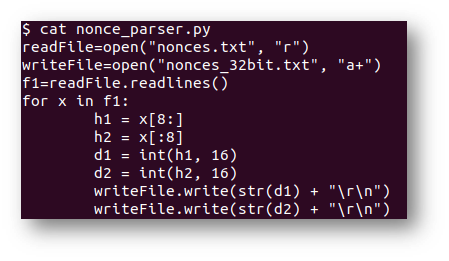 $ cat nonce_parser.py
readFile=open("nonces.txt", "r")
writeFile=open("nonces_32bit.txt", "a+")
f1=readFile.readlines()
for x in f1:
        h1 = x[8:]
        h2 = x[:8]
        d1 = int(h1, 16)
        d2 = int(h2, 16)
        writeFile.write(str(d1) + "\r\n")
        writeFile.write(str(d2) + "\r\n")